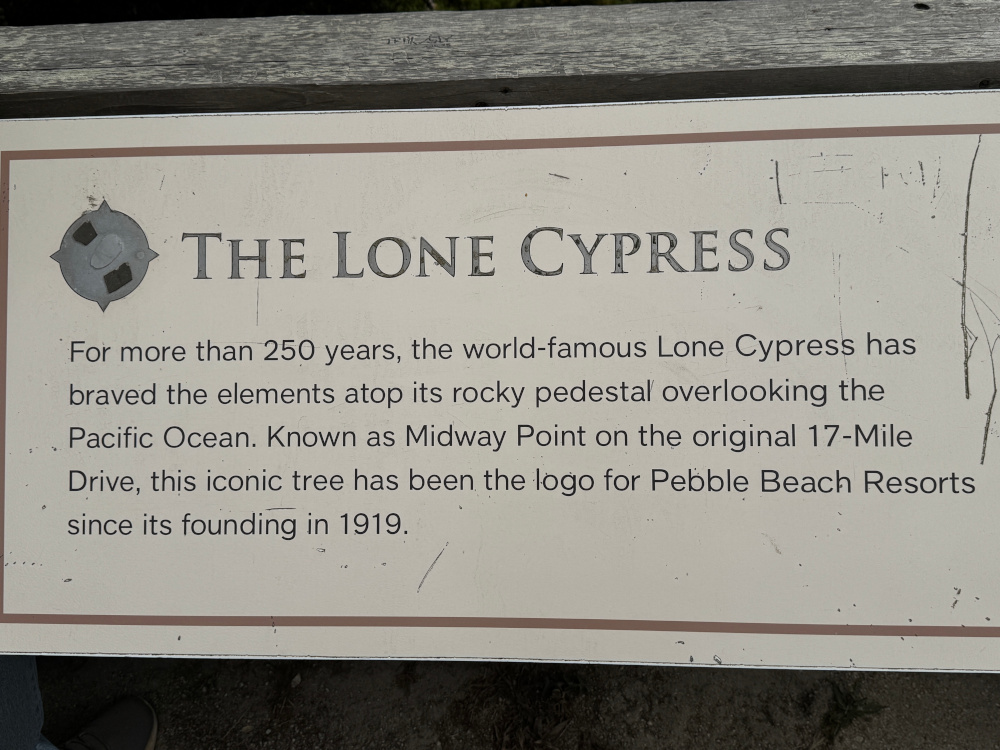 THE LONE CYPRESS
For more than 250 years, the world-famous Lone Cypress has
braved the elements atop its rocky pedestal overlooking the
Pacific Ocean. Known as Midway Point on the original 17-Mile
Drive, this iconic tree has been the logo for Pebble Beach Resorts
since its founding in 1919.